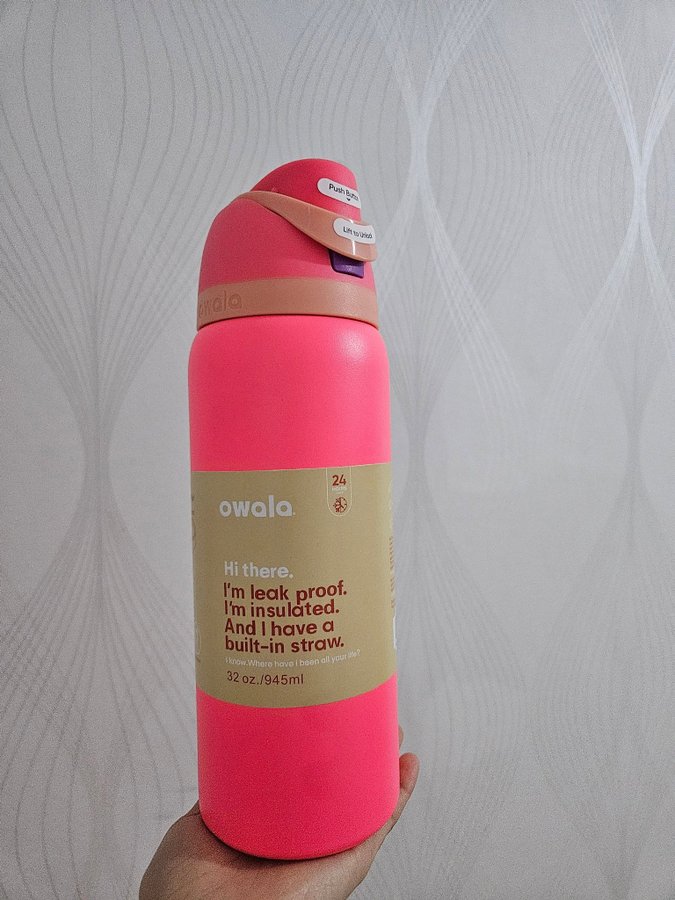 Push Button
Lift to Unlock
owala
owala
24
HOURS
Hi there.
I'm leak proof.
I'm insulated.
And I have a
built-in straw.
I know.Where have i been all your life?
32 oz./945ml